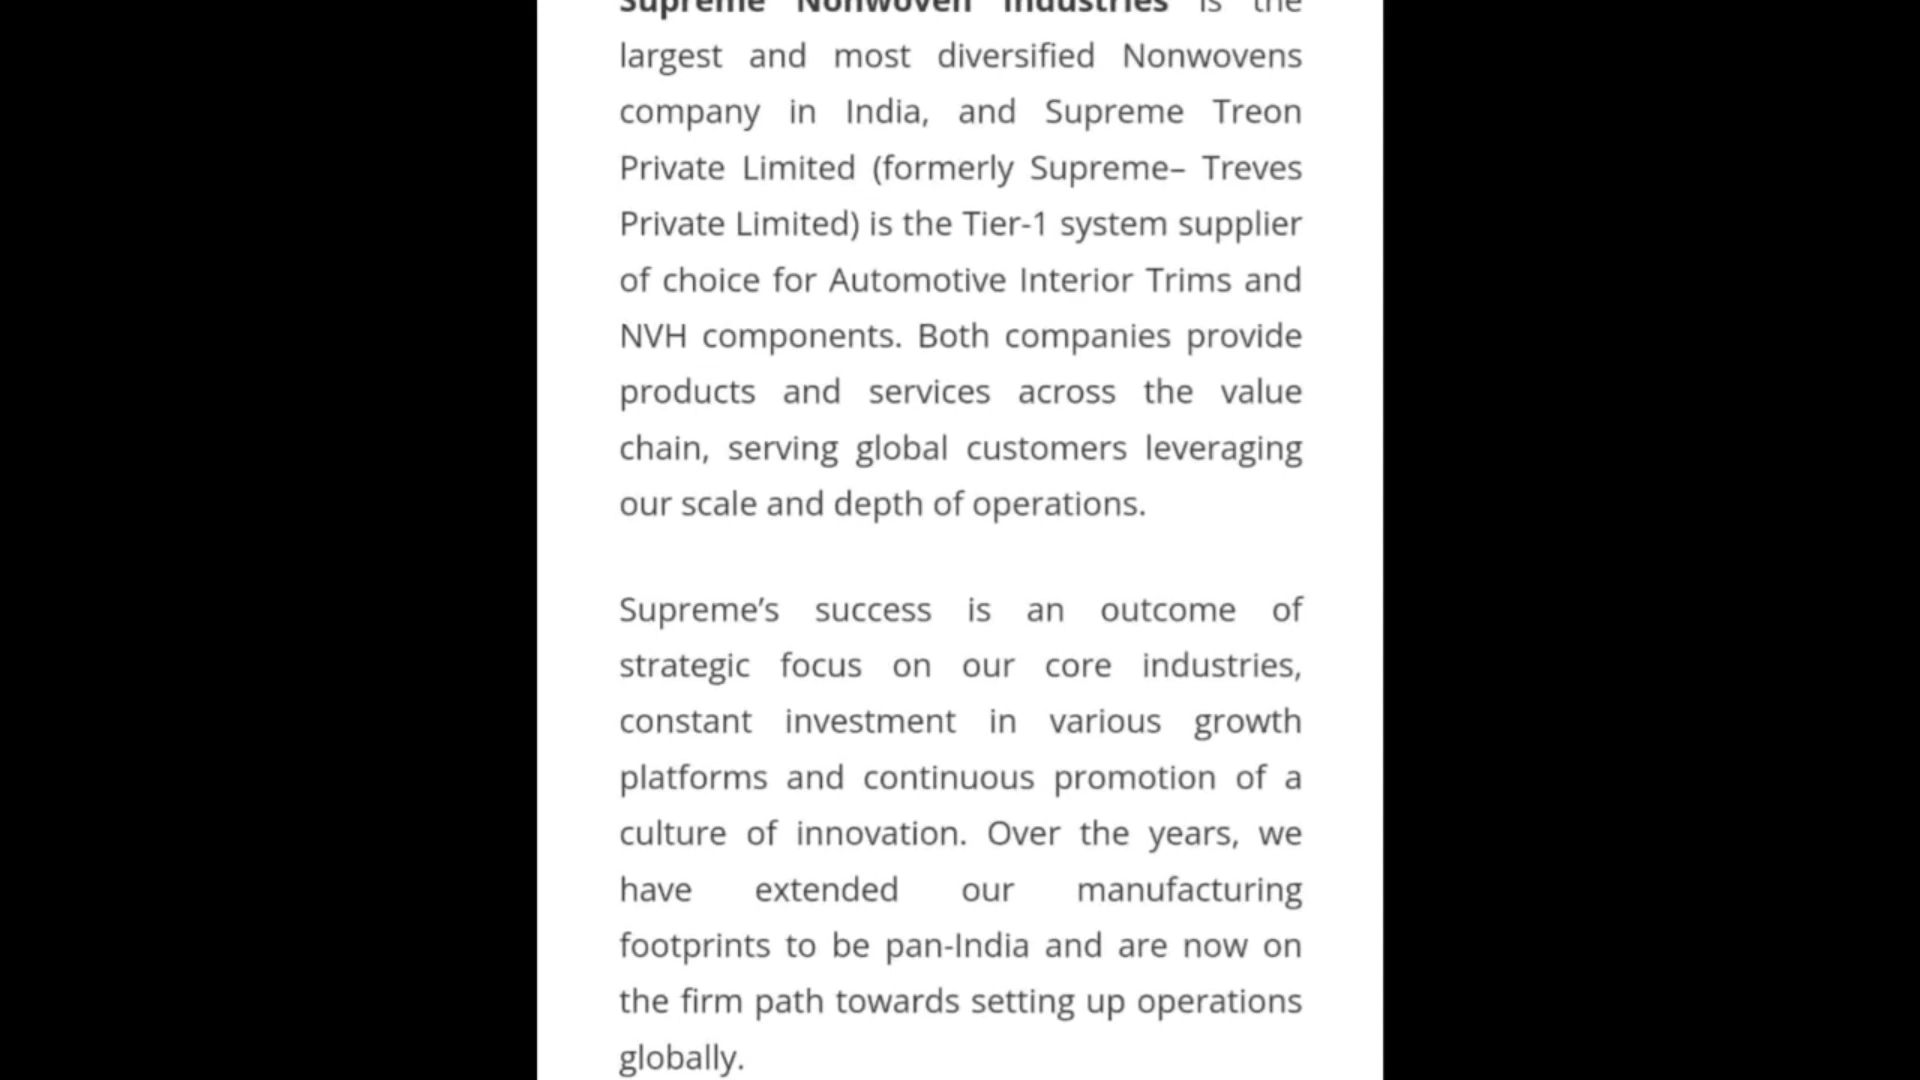 Supreme Nonwoven Industries is the
largest and most diversified Nonwovens
company in India, and Supreme Treon
Private Limited (formerly Supreme– Treves
Private Limited) is the Tier-1 system supplier
of choice for Automotive Interior Trims and
NVH components. Both companies provide
products and services across the value
chain, serving global customers leveraging
our scale and depth of operations.
Supreme’s success is an outcome of
strategic focus on our core industries,
constant investment in various growth
platforms and continuous promotion of a
culture of innovation. Over the years, we
have extended our manufacturing
footprints to be pan-India and are now on
the firm path towards setting up operations
globally.